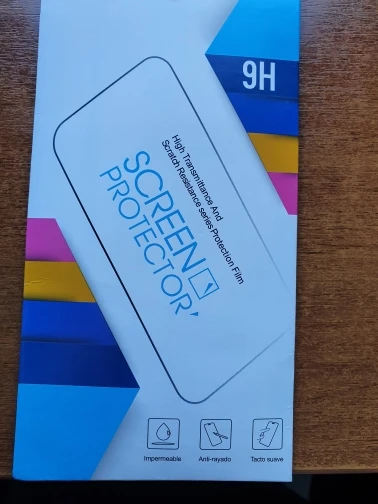 9H
High Transmittance And
Scratch Resistance series Protection Film
SCREEN
PROTECTOR'
Impermeable
Anti-rayado
Tacto suave